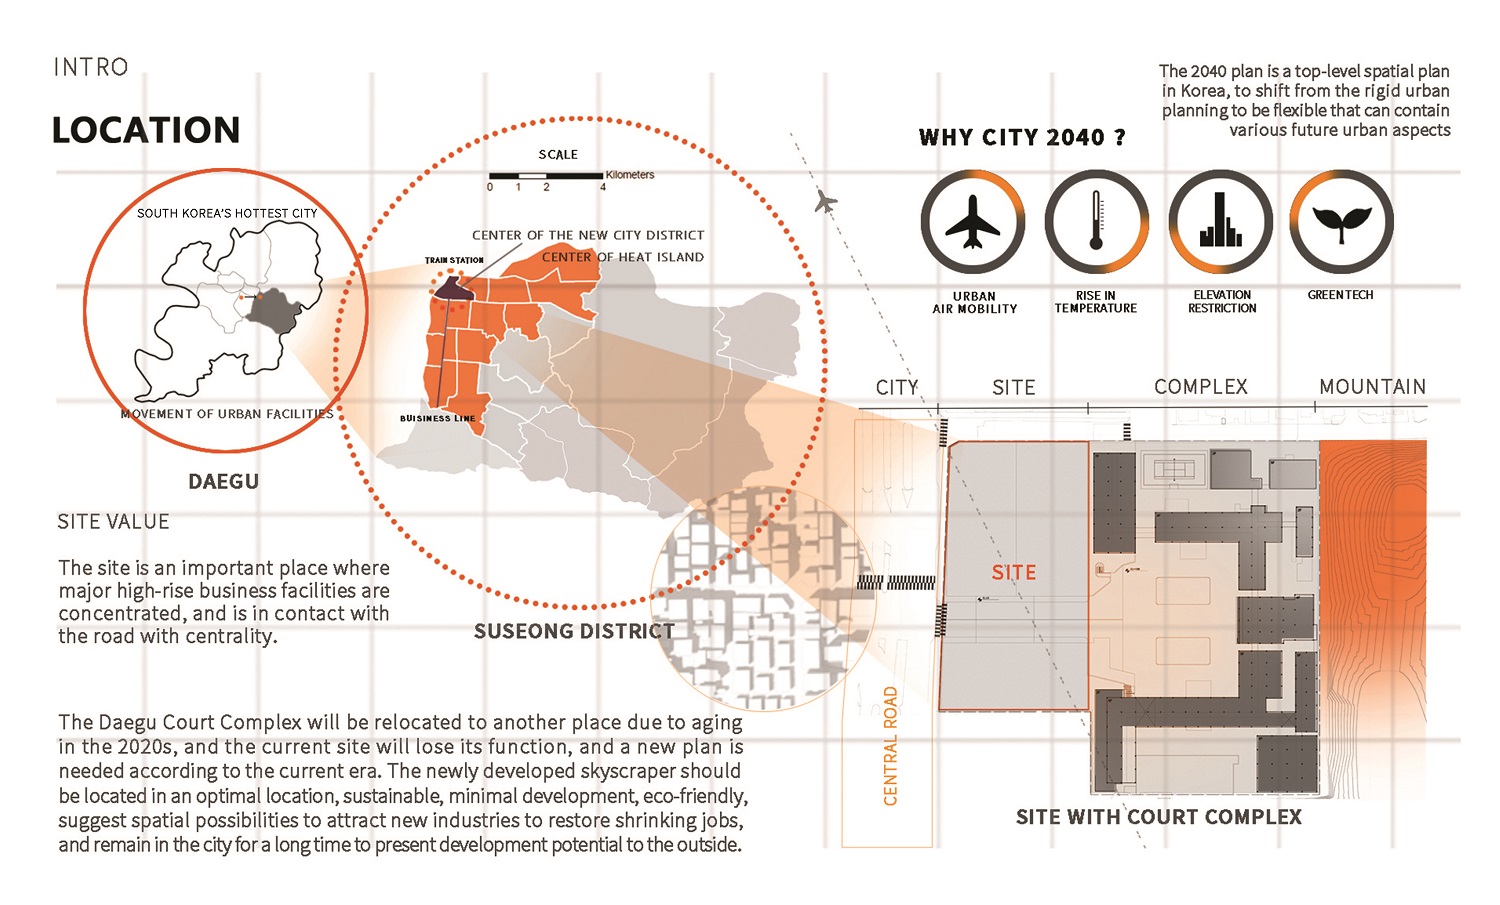 INTRO
LOCATION
SOUTH KOREA'S HOTTEST CITY
MOVEMENT OF URBAN FACILITIES
DAEGU
SITE VALUE
The site is an important place where
major high-rise business facilities are
concentrated, and is in contact with
the road with centrality.
SCALE
Kilometers
0 1 2 4
CENTER OF THE NEW CITY DISTRICT
CENTER OF HEAT ISLAND
TRAIN STATION
BUISINESS LINE
SUSEONG DISTRICT
The Daegu Court Complex will be relocated to another place due to aging
in the 2020s, and the current site will lose its function, and a new plan is
needed according to the current era. The newly developed skyscraper should
be located in an optimal location, sustainable, minimal development, eco-friendly,
suggest spatial possibilities to attract new industries to restore shrinking jobs,
and remain in the city for a long time to present development potential to the outside.
The 2040 plan is a top-level spatial plan
in Korea, to shift from the rigid urban
planning to be flexible that can contain
various future urban aspects
WHY CITY 2040 ?
URBAN
AIR MOBILITY
RISE IN
TEMPERATURE
ELEVATION
RESTRICTION
GREEN TECH
CITY
SITE
COMPLEX
MOUNTAIN
SITE
CENTRAL ROAD
SITE WITH COURT COMPLEX